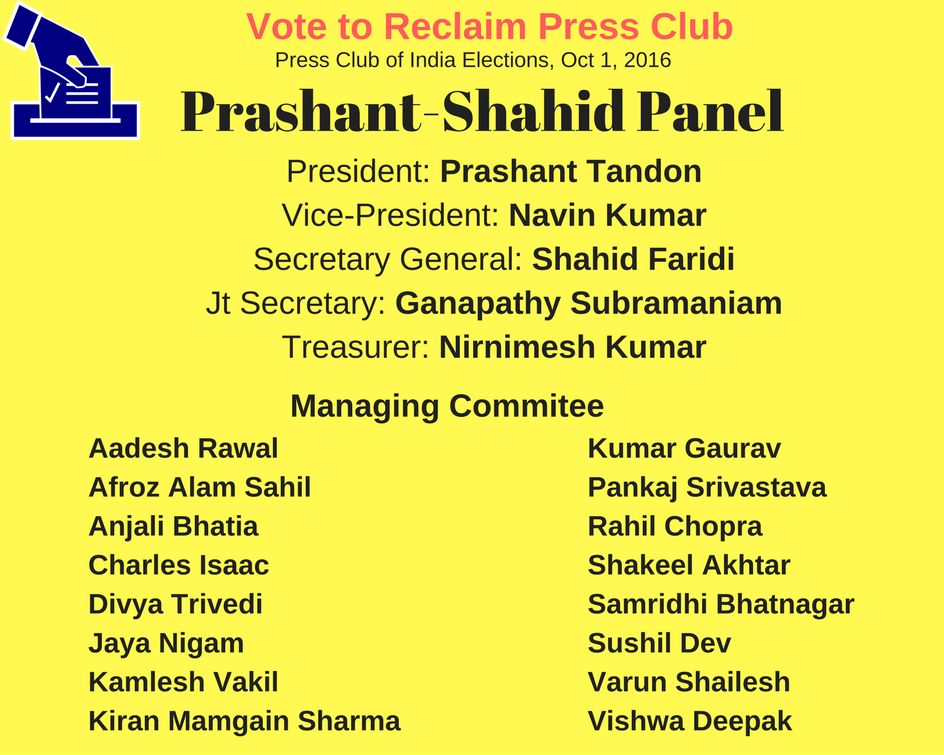 Vote to Reclaim Press Club
Press Club of India Elections, Oct 1, 2016
Prashant-Shahid Panel
President: Prashant Tandon
Vice-President: Navin Kumar
Secretary General: Shahid Faridi
Jt Secretary: Ganapathy Subramaniam
Treasurer: Nirnimesh Kumar
Managing Commitee
Aadesh Rawal
Afroz Alam Sahil
Anjali Bhatia
Charles Isaac
Divya Trivedi
Jaya Nigam
Kamlesh Vakil
Kiran Mamgain Sharma
Kumar Gaurav
Pankaj Srivastava
Rahil Chopra
Shakeel Akhtar
Samridhi Bhatnagar
Sushil Dev
Varun Shailesh
Vishwa Deepak